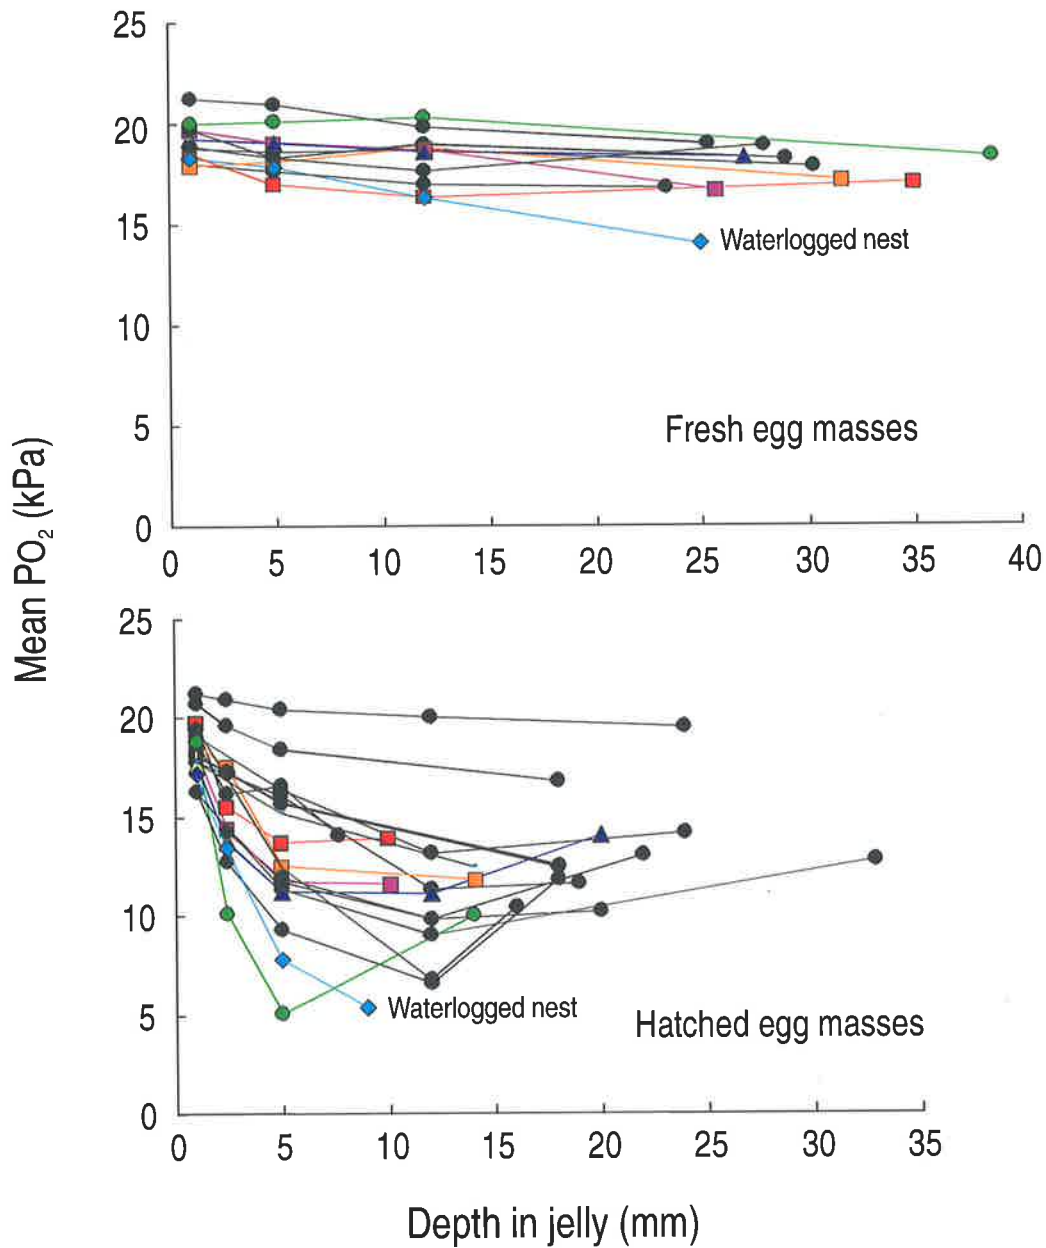 Mean PO2 (kPa)
25
20
15
10
5
0
Waterlogged nest
Fresh egg masses
0 5 10 15 20 25 30 35 40
25
20
15
10
5
0
Waterlogged nest
Hatched egg masses
0 5 10 15 20 25 30 35
Depth in jelly (mm)